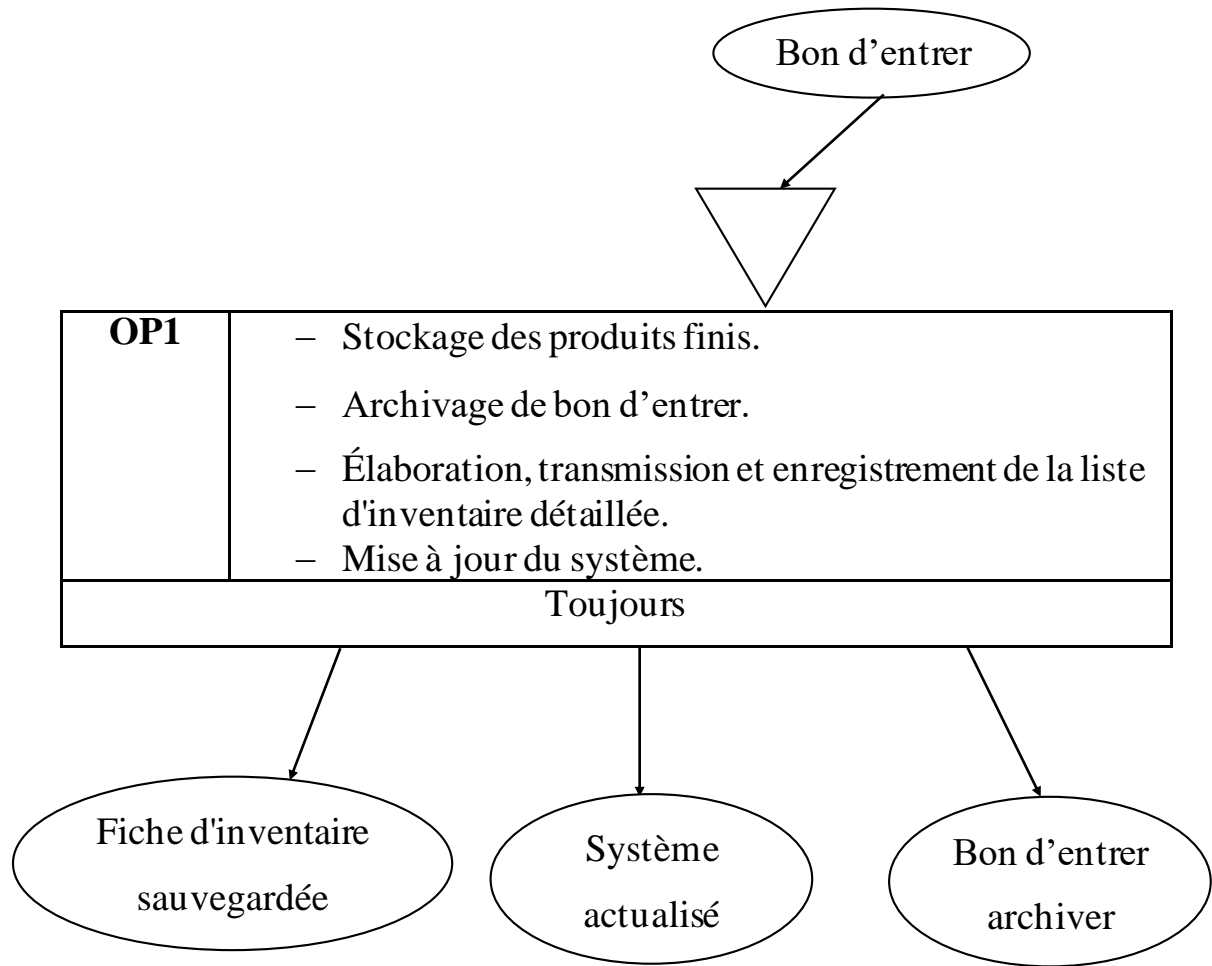 Bon d’entrer
OP1
– Stockage des produits finis.
– Archivage de bon d’entrer.
– Élaboration, transmission et enregistrement de la liste
d'inventaire détaillée.
– Mise à jour du système.
Toujours
Fiche d'inventaire
sauvegardée
Système
actualisé
Bon d’entrer
archiver